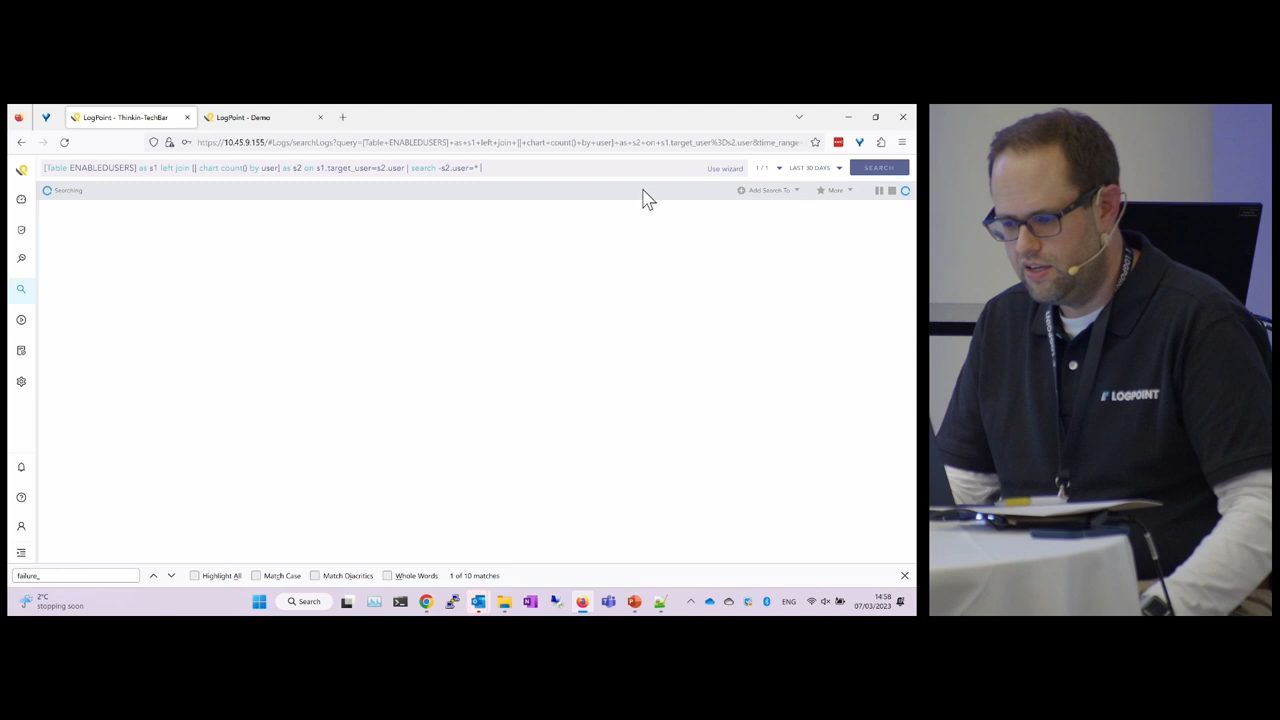 LogPoint - Thinkin-TechBar
LogPoint - Demo
https://10.45.9.155/#Logs/searchLogs?query=[Table+ENABLEDUSERS]+as+s1+left+join+[|+chart+count()+by+user]+as+s2+on+s1.target_user%3Ds2.user&time_range
[Table ENABLEDUSERS] as s1 left join [| chart count() by user] as s2 on s1.target_user=s2.user | search -s2.user=* |
Use wizard
1 / 1
LAST 30 DAYS
SEARCH
Searching
Add Search To
More
LOGPOINT
failure_
Highlight All
Match Case
Match Diacritics
Whole Words
1 of 10 matches
2°C
stopping soon
Search
ENG
14:58
07/03/2023